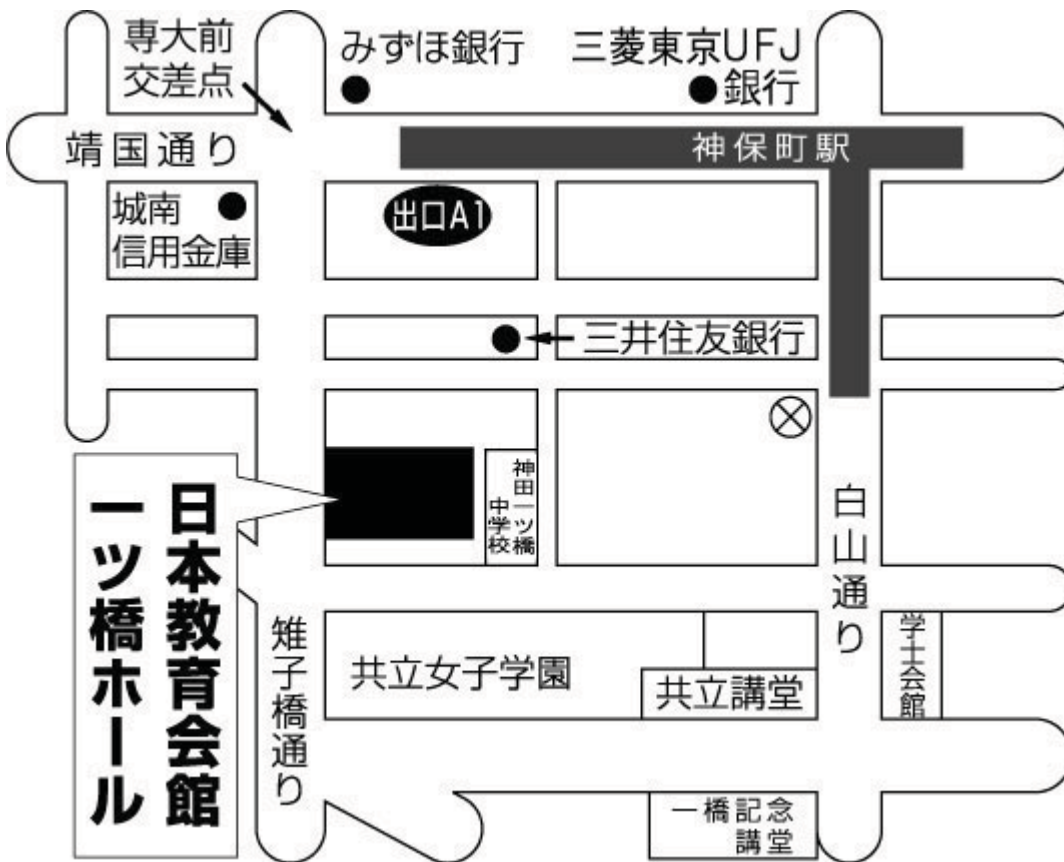 専大前
交差点
みずほ銀行
三菱東京UFJ
銀行
靖国通り
神保町駅
城南
信用金庫
出口A1
三井住友銀行
神田一ツ橋
中学校
日本教育会館
一ツ橋ホール
白山通り
雉子橋通り
共立女子学園
共立講堂
学士会館
一橋記念
講堂